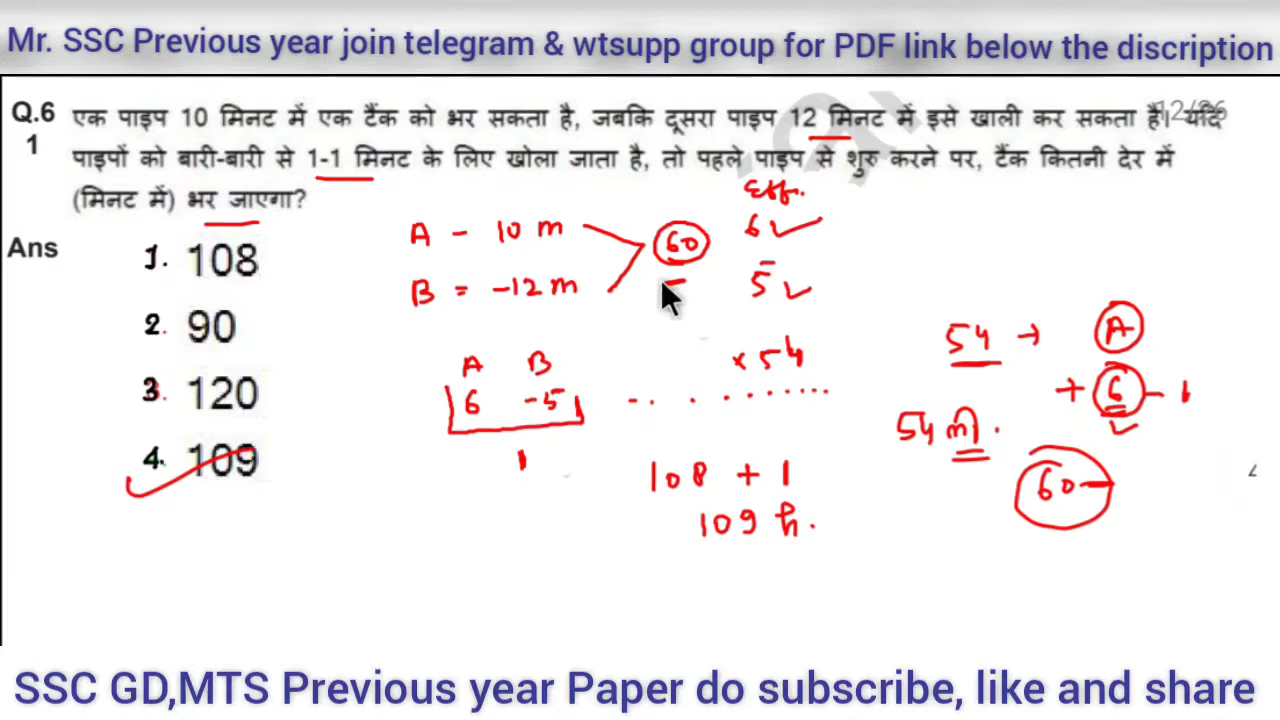 Mr. SSC Previous year join telegram & wtsupp group for PDF link below the discription
Q.6 एक पाइप 10 मिनट में एक टैंक को भर सकता है, जबकि दूसरा पाइप 12 मिनट में इसे खाली कर सकता है। यदि
1 पाइपों को बारी-बारी से 1-1 मिनट के लिए खोला जाता है, तो पहले पाइप से शुरु करने पर, टैंक कितनी देर में
(मिनट में) भर जाएगा?
Eff.
A - 10 m 60 6
Ans 1. 108
B = -12 m 5
2. 90
54 → A
A B × 54
3. 120
6 -5
+ 6 - 1
54 ली.
4. 109
1
108 + 1
60
109 h.
SSC GD,MTS Previous year Paper do subscribe, like and share